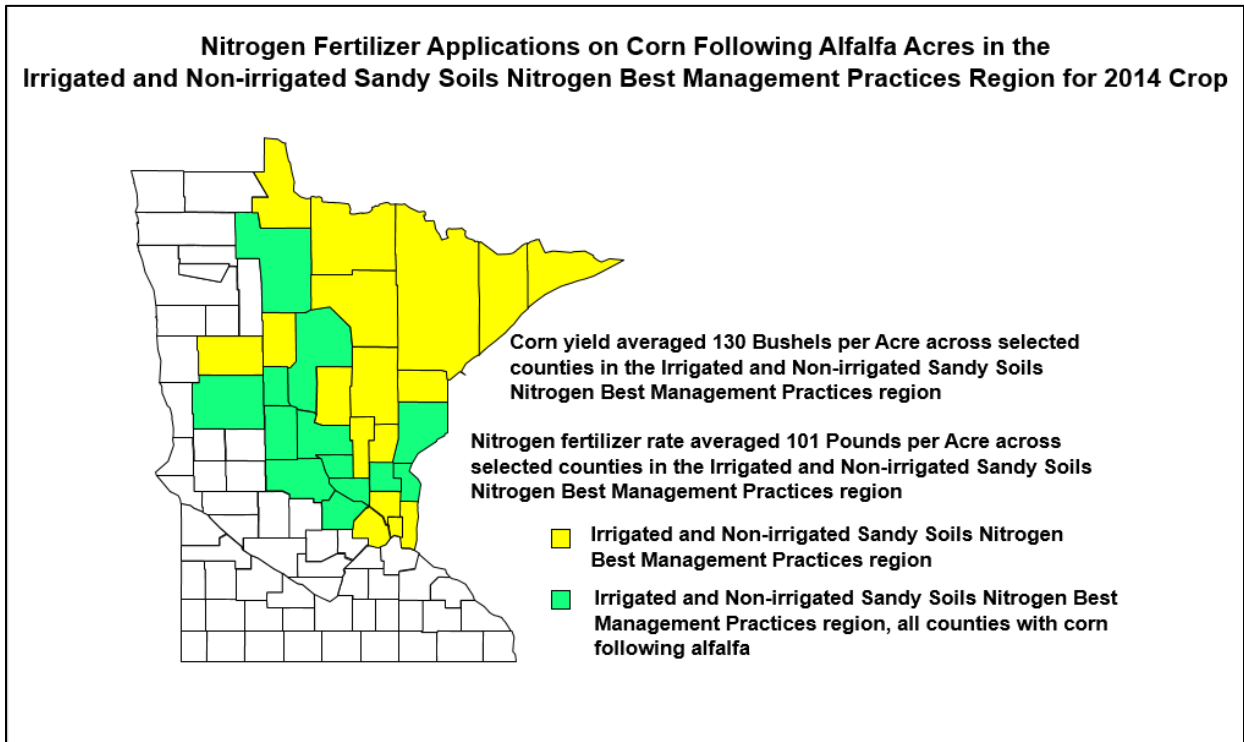 Nitrogen Fertilizer Applications on Corn Following Alfalfa Acres in the
Irrigated and Non-irrigated Sandy Soils Nitrogen Best Management Practices Region for 2014 Crop
Corn yield averaged 130 Bushels per Acre across selected
counties in the Irrigated and Non-irrigated Sandy Soils
Nitrogen Best Management Practices region
Nitrogen fertilizer rate averaged 101 Pounds per Acre across
selected counties in the Irrigated and Non-irrigated Sandy Soils
Nitrogen Best Management Practices region
Irrigated and Non-irrigated Sandy Soils Nitrogen
Best Management Practices region
Irrigated and Non-irrigated Sandy Soils Nitrogen Best
Management Practices region, all counties with corn
following alfalfa